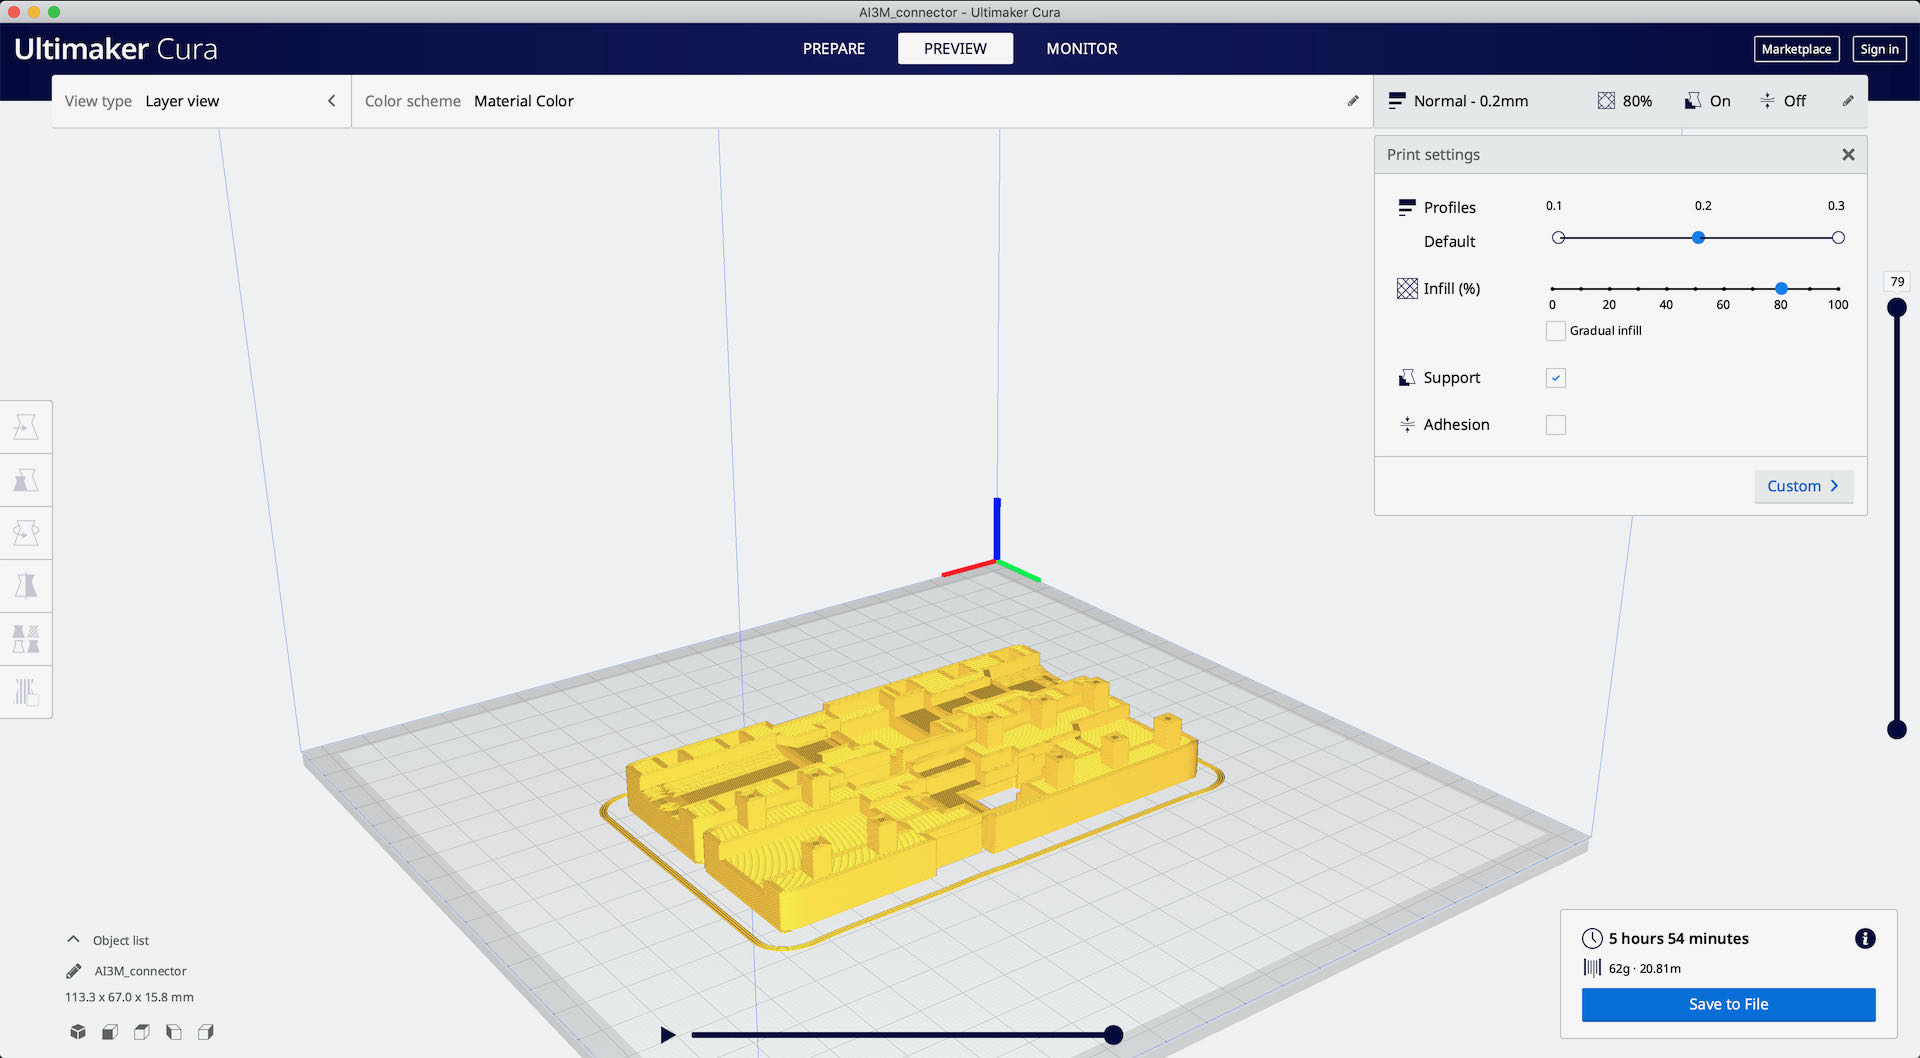 AI3M_connector - Ultimaker Cura
Ultimaker Cura
PREPARE
PREVIEW
MONITOR
Marketplace
Sign in
View type Layer view
Color scheme Material Color
Normal - 0.2mm
80%
On
Off
Print settings
Profiles
0.1 0.2 0.3
Default
Infill (%)
0 20 40 60 80 100
Gradual infill
Support
Adhesion
Custom
79
Object list
AI3M_connector
113.3 x 67.0 x 15.8 mm
5 hours 54 minutes
62g · 20.81m
Save to File